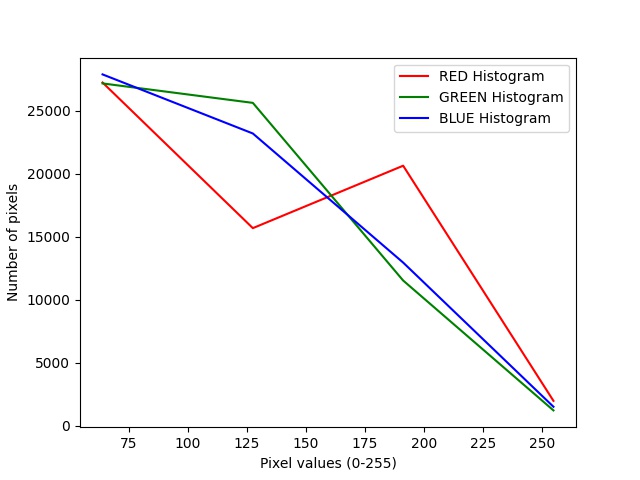 RED Histogram
GREEN Histogram
BLUE Histogram
Number of pixels
25000
20000
15000
10000
5000
0
75 100 125 150 175 200 225 250
Pixel values (0-255)